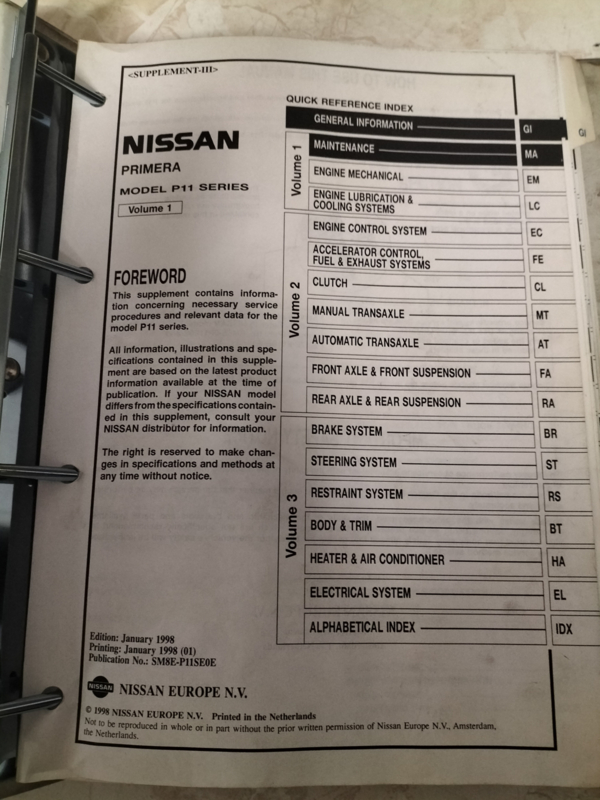 <SUPPLEMENT-III>
NISSAN
PRIMERA
MODEL P11 SERIES
Volume 1
FOREWORD
This supplement contains informa-
tion concerning necessary service
procedures and relevant data for the
model P11 series.
All information, illustrations and spe-
cifications contained in this supple-
ment are based on the latest product
information available at the time of
publication. If your NISSAN model
differs from the specifications contain-
ed in this supplement, consult your
NISSAN distributor for information.
The right is reserved to make chan-
ges in specifications and methods at
any time without notice.
QUICK REFERENCE INDEX
Volume 1
GENERAL INFORMATION GI
MAINTENANCE MA
ENGINE MECHANICAL EM
ENGINE LUBRICATION &
COOLING SYSTEMS LC
Volume 2
ENGINE CONTROL SYSTEM EC
ACCELERATOR CONTROL,
FUEL & EXHAUST SYSTEMS FE
CLUTCH CL
MANUAL TRANSAXLE MT
AUTOMATIC TRANSAXLE AT
FRONT AXLE & FRONT SUSPENSION FA
REAR AXLE & REAR SUSPENSION RA
Volume 3
BRAKE SYSTEM BR
STEERING SYSTEM ST
RESTRAINT SYSTEM RS
BODY & TRIM BT
HEATER & AIR CONDITIONER HA
ELECTRICAL SYSTEM EL
ALPHABETICAL INDEX IDX
GI
Edition: January 1998
Printing: January 1998 (01)
Publication No.: SM8E-P11SE0E
NISSAN NISSAN EUROPE N.V.
© 1998 NISSAN EUROPE N.V. Printed in the Netherlands
Not to be reproduced in whole or in part without the prior written permission of Nissan Europe N.V., Amsterdam,
the Netherlands.